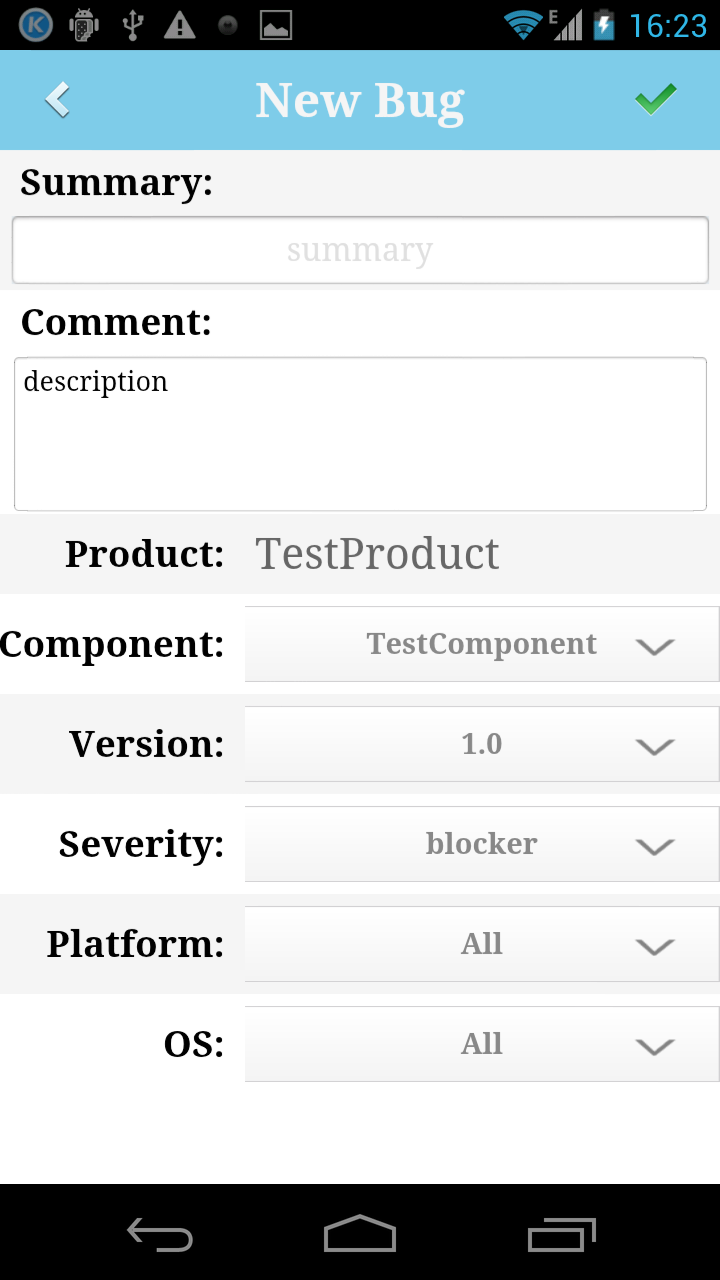 K
E
16:23
New Bug
Summary:
summary
Comment:
description
Product: TestProduct
Component: TestComponent
Version: 1.0
Severity: blocker
Platform: All
OS: All